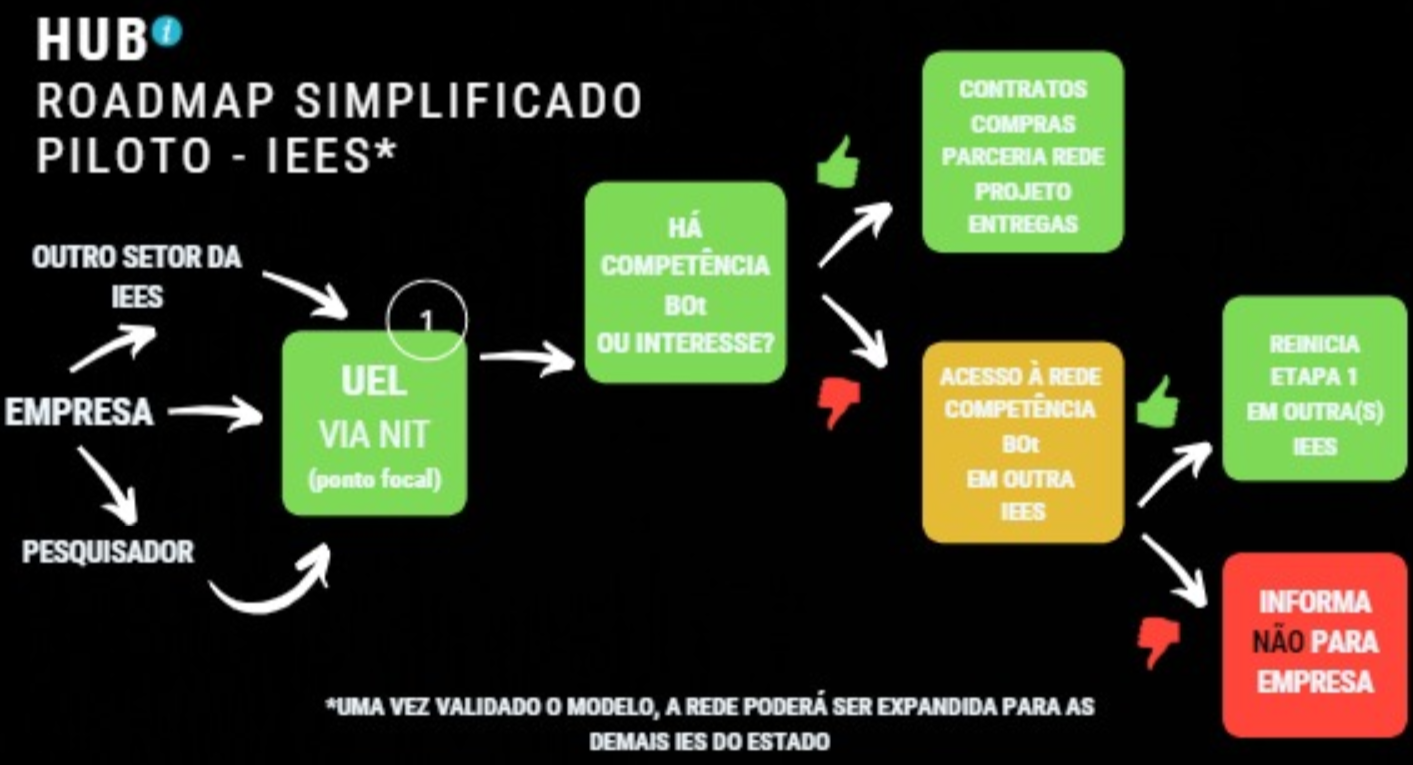 HUB i
ROADMAP SIMPLIFICADO
PILOTO - IEES*
OUTRO SETOR DA
IEES
EMPRESA
PESQUISADOR
1
UEL
VIA NIT
(ponto focal)
HÁ
COMPETÊNCIA
BOt
OU INTERESSE?
CONTRATOS
COMPRAS
PARCERIA REDE
PROJETO
ENTREGAS
ACESSO À REDE
COMPETÊNCIA
BOt
EM OUTRA
IEES
REINICIA
ETAPA 1
EM OUTRA(S)
IEES
INFORMA
NÃO PARA
EMPRESA
*UMA VEZ VALIDADO O MODELO, A REDE PODERÁ SER EXPANDIDA PARA AS
DEMAIS IES DO ESTADO